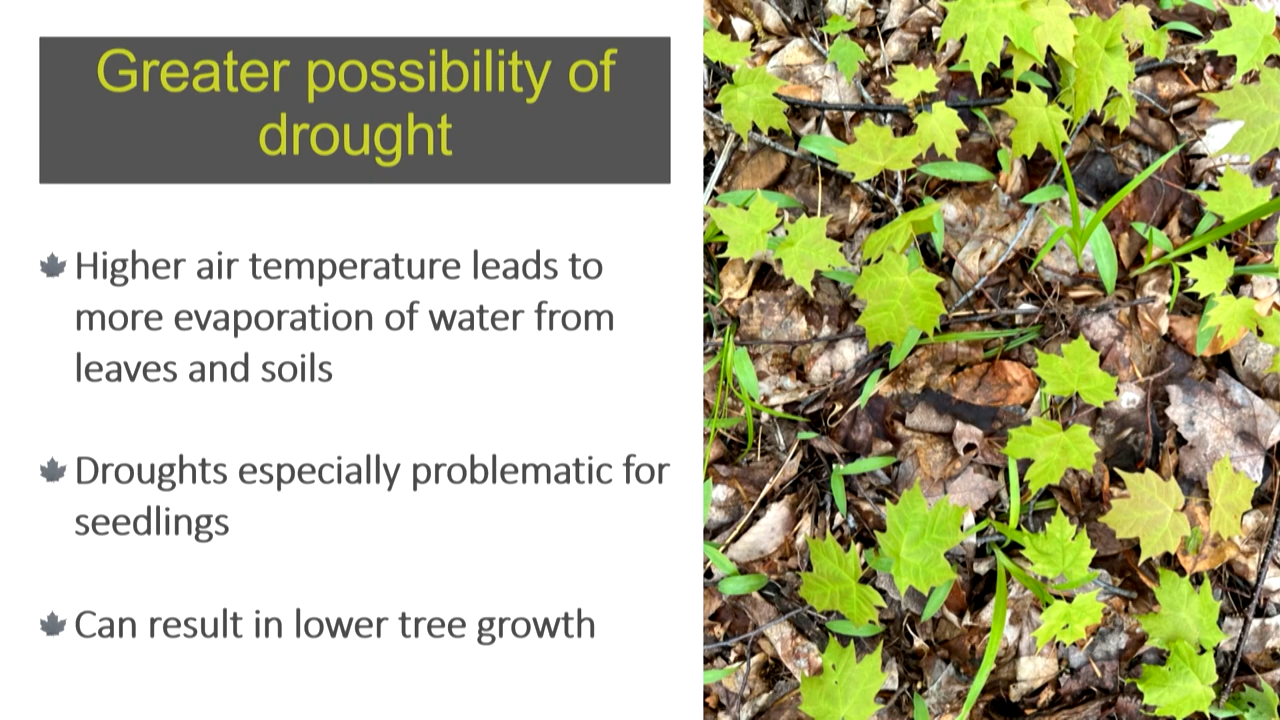 Greater possibility of
drought
Higher air temperature leads to
more evaporation of water from
leaves and soils
Droughts especially problematic for
seedlings
Can result in lower tree growth